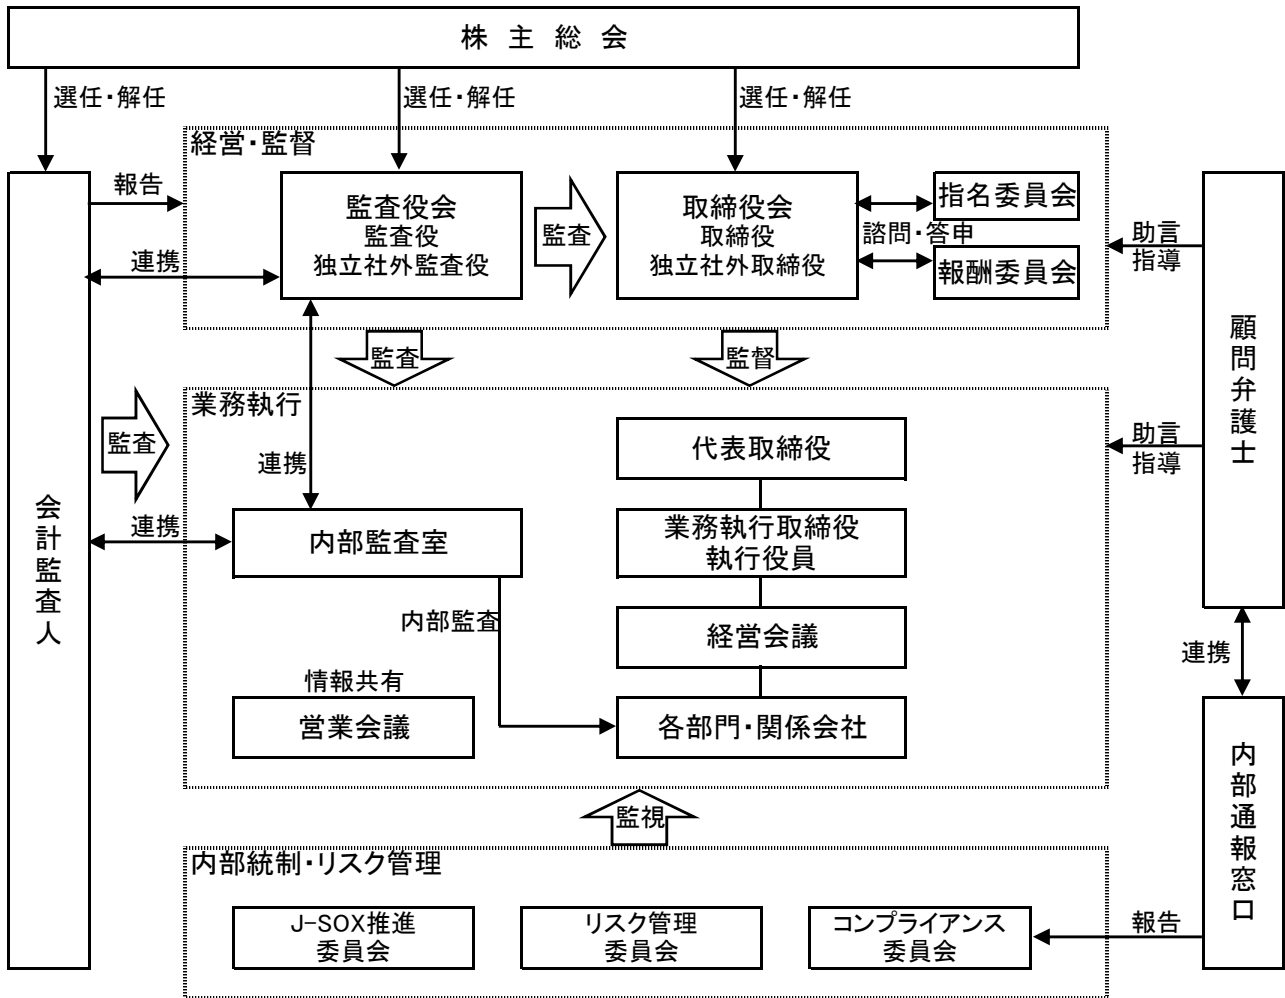 株主総会
選任・解任
選任・解任
選任・解任
経営・監督
報告
連携
監査役会
監査役
独立社外監査役
監査
取締役会
取締役
独立社外取締役
諮問・答申
指名委員会
報酬委員会
助言
指導
顧問弁護士
監査
監督
業務執行
監査
連携
連携
会計監査人
内部監査室
内部監査
情報共有
営業会議
代表取締役
業務執行取締役
執行役員
経営会議
各部門・関係会社
助言
指導
連携
内部通報窓口
監視
内部統制・リスク管理
J-SOX推進
委員会
リスク管理
委員会
コンプライアンス
委員会
報告